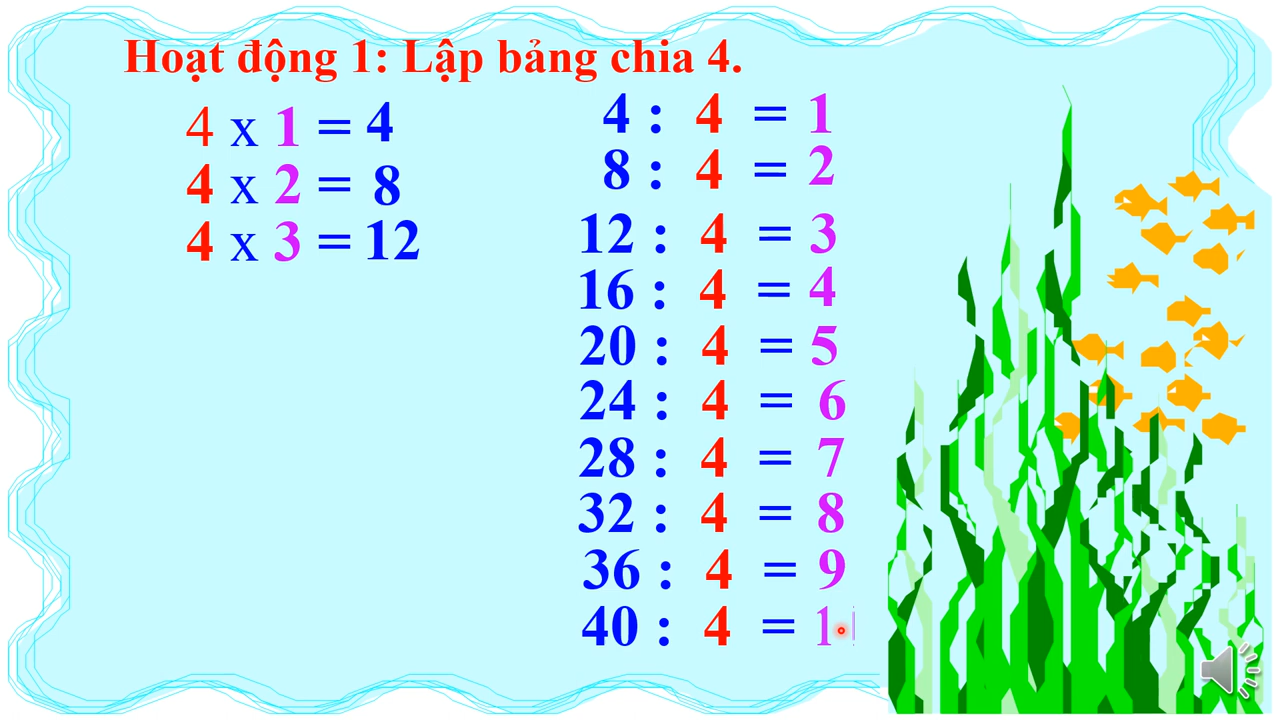 Hoạt động 1: Lập bảng chia 4.
4 x 1 = 4
4 x 2 = 8
4 x 3 = 12
4 : 4 = 1
8 : 4 = 2
12 : 4 = 3
16 : 4 = 4
20 : 4 = 5
24 : 4 = 6
28 : 4 = 7
32 : 4 = 8
36 : 4 = 9
40 : 4 =